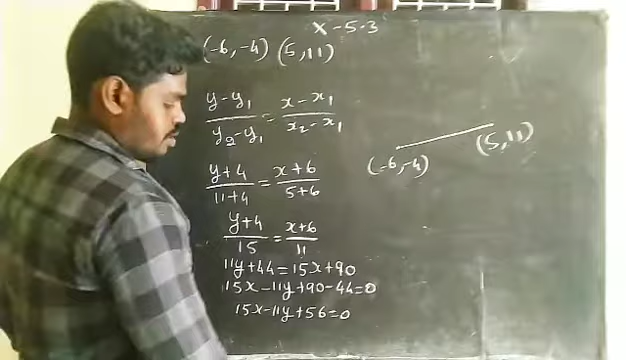 X-5.3
(-6,-4) (5,11)
y-y₁/y₂-y₁ = x-x₁/x₂-x₁
(-6,-4) (5,11)
y+4/11+4 = x+6/5+6
y+4/15 = x+6/11
11y+44=15x+90
15x-11y+90-44=0
15x-11y+56=0